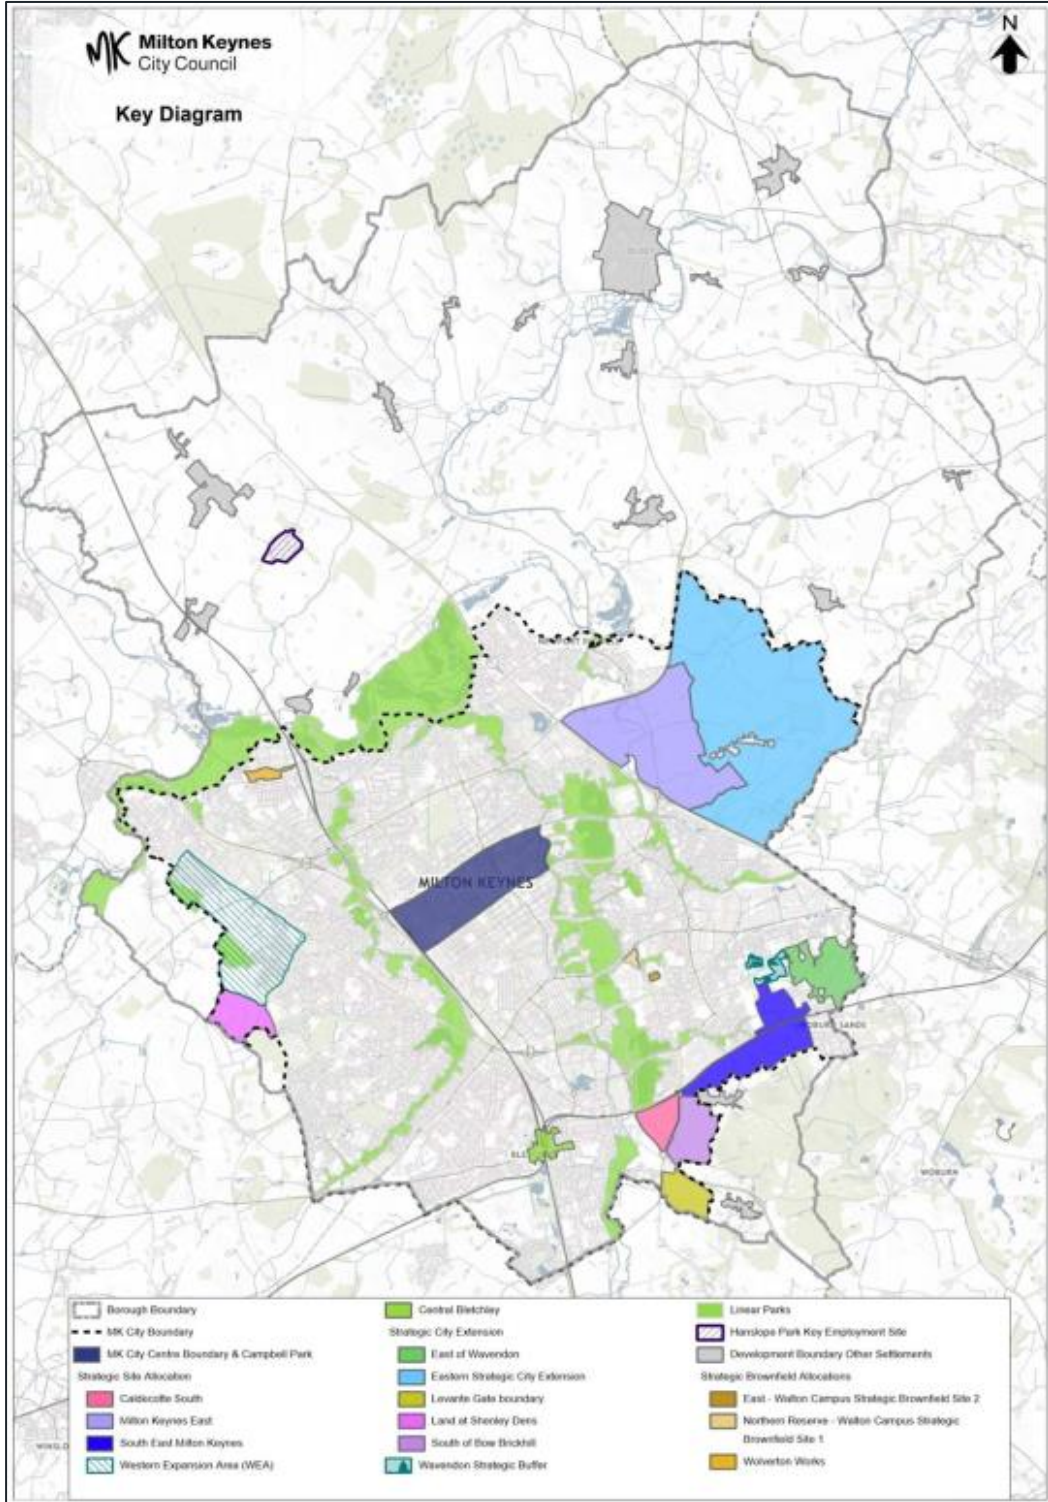 N
MK Milton Keynes
City Council
Key Diagram
MILTON KEYNES
WOBURN
Borough Boundary
MK City Boundary
MK City Centre Boundary & Campbell Park
Strategic Site Allocation
Caldecotte South
Milton Keynes East
South East Milton Keynes
Western Expansion Area (WEA)
Central Bletchley
Strategic City Extension
East of Wavendon
Eastern Strategic City Extension
Levante Gate boundary
Land at Shenley Dens
South of Bow Brickhill
Wavendon Strategic Buffer
Linear Parks
Hanslope Park Key Employment Site
Development Boundary Other Settlements
Strategic Brownfield Allocations
East - Walton Campus Strategic Brownfield Site 2
Northern Reserve - Walton Campus Strategic
Brownfield Site 1
Wolverton Works